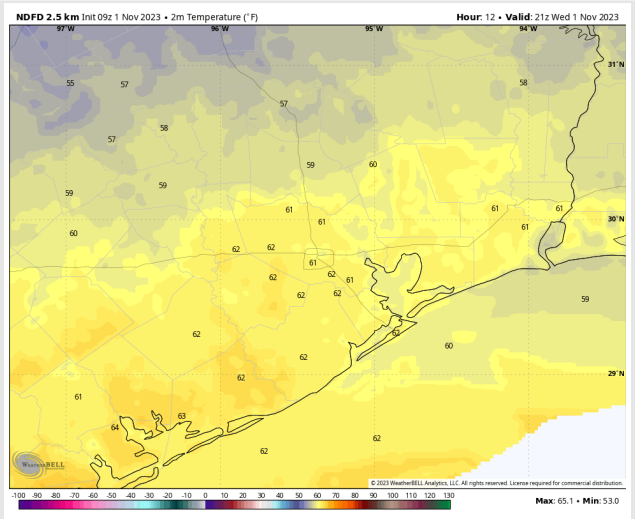 NDFD 2.5 km Init 09z 1 Nov 2023 • 2m Temperature (°F)
Hour: 12 • Valid: 21z Wed 1 Nov 2023
97°W 96°W 95°W 94°W
31°N
55 57 58
57
58
57
59 60
59
59
61 61 61
61 61
60
62 62
61
62 62 61
62 62
59
62 62
60
62
62
61
63
64
62
62
30°N
29°N
WeatherBELL
© 2023 WeatherBELL Analytics, LLC. All rights reserved. License required for commercial distribution.
-100 -90 -80 -70 -60 -50 -40 -30 -20 -10 0 10 20 30 40 50 60 70 80 90 100 110 120 130
Max: 65.1 • Min: 53.0